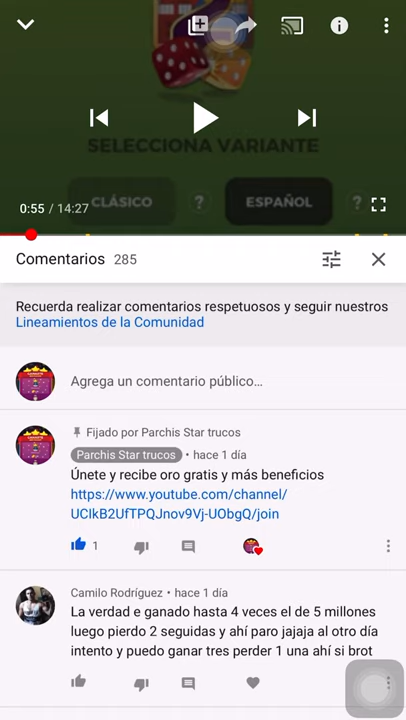 SELECCIONA VARIANTE
CLÁSICO
?
ESPAÑOL
?
0:55 / 14:27
Comentarios 285
Recuerda realizar comentarios respetuosos y seguir nuestros
Lineamientos de la Comunidad
Agrega un comentario público...
Fijado por Parchis Star trucos
Parchis Star trucos • hace 1 día
Únete y recibe oro gratis y más beneficios
https://www.youtube.com/channel/
UClkB2UfTPQJnov9Vj-UObgQ/join
1
Camilo Rodríguez • hace 1 día
La verdad e ganado hasta 4 veces el de 5 millones
luego pierdo 2 seguidas y ahí paro jajaja al otro día
intento y puedo ganar tres perder 1 una ahí si brot